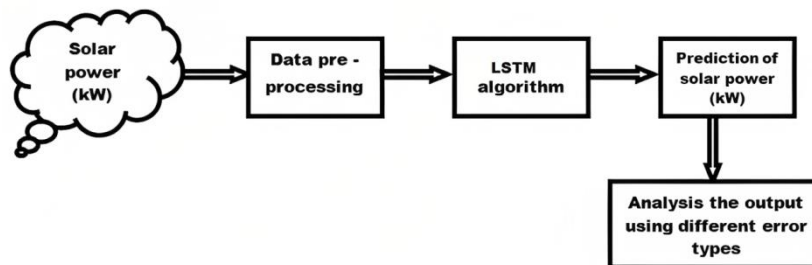 Solar
power
(kW)
Data pre -
processing
LSTM
algorithm
Prediction of
solar power
(kW)
Analysis the output
using different error
types